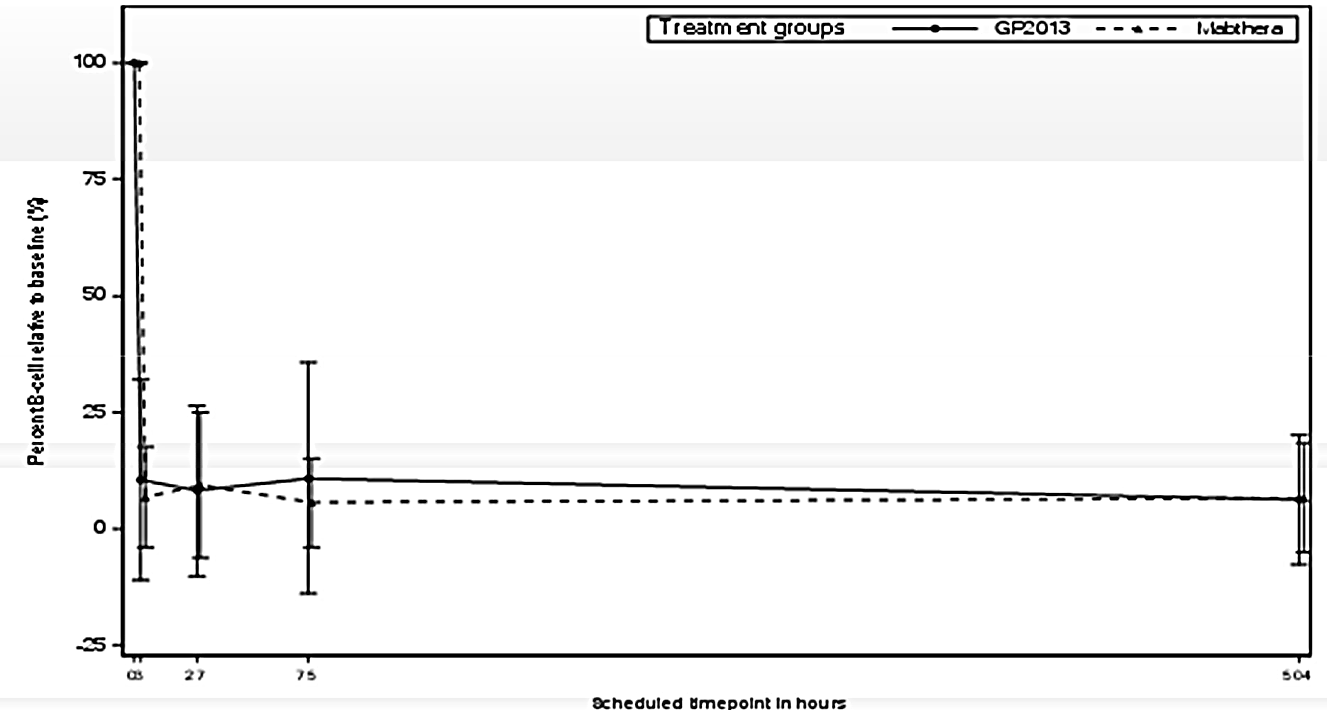 Treatment groups GP2013 Mabthera
100
75
50
25
0
-25
Percent B-cell relative to baseline (%)
0 3 27 75 504
Scheduled timepoint in hours